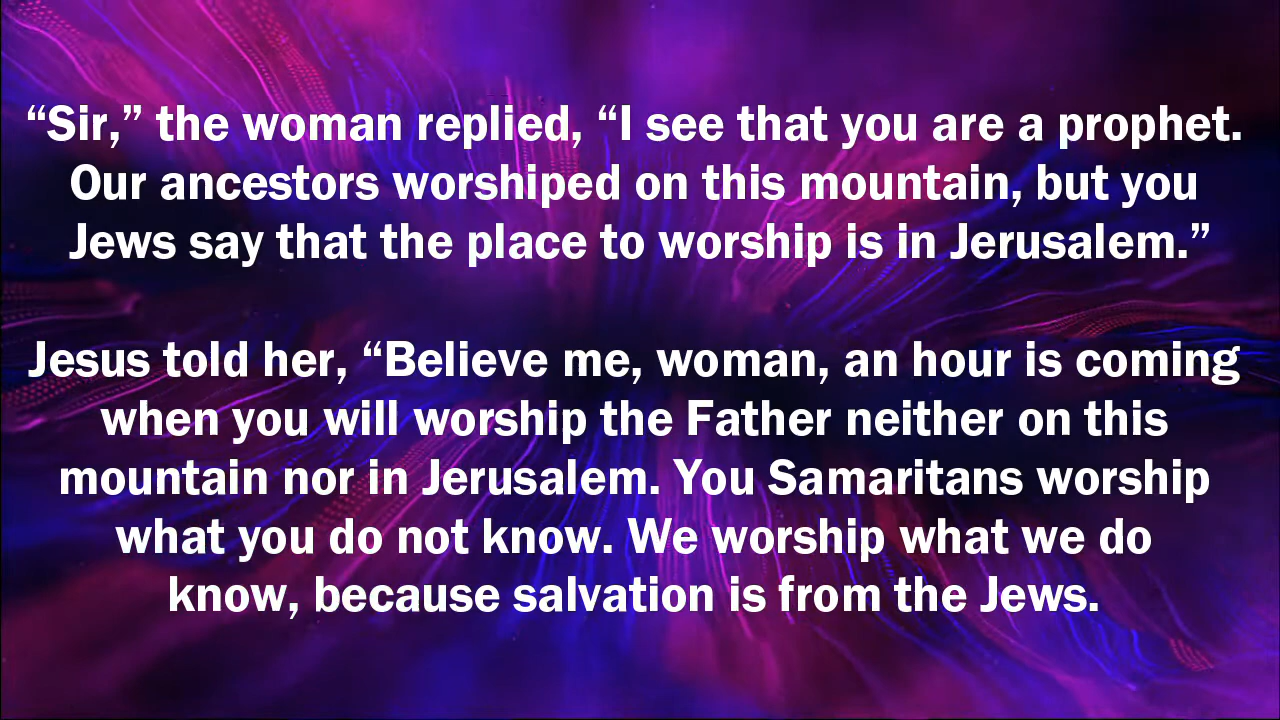 “Sir,” the woman replied, “I see that you are a prophet.
Our ancestors worshiped on this mountain, but you
Jews say that the place to worship is in Jerusalem.”
Jesus told her, “Believe me, woman, an hour is coming
when you will worship the Father neither on this
mountain nor in Jerusalem. You Samaritans worship
what you do not know. We worship what we do
know, because salvation is from the Jews.